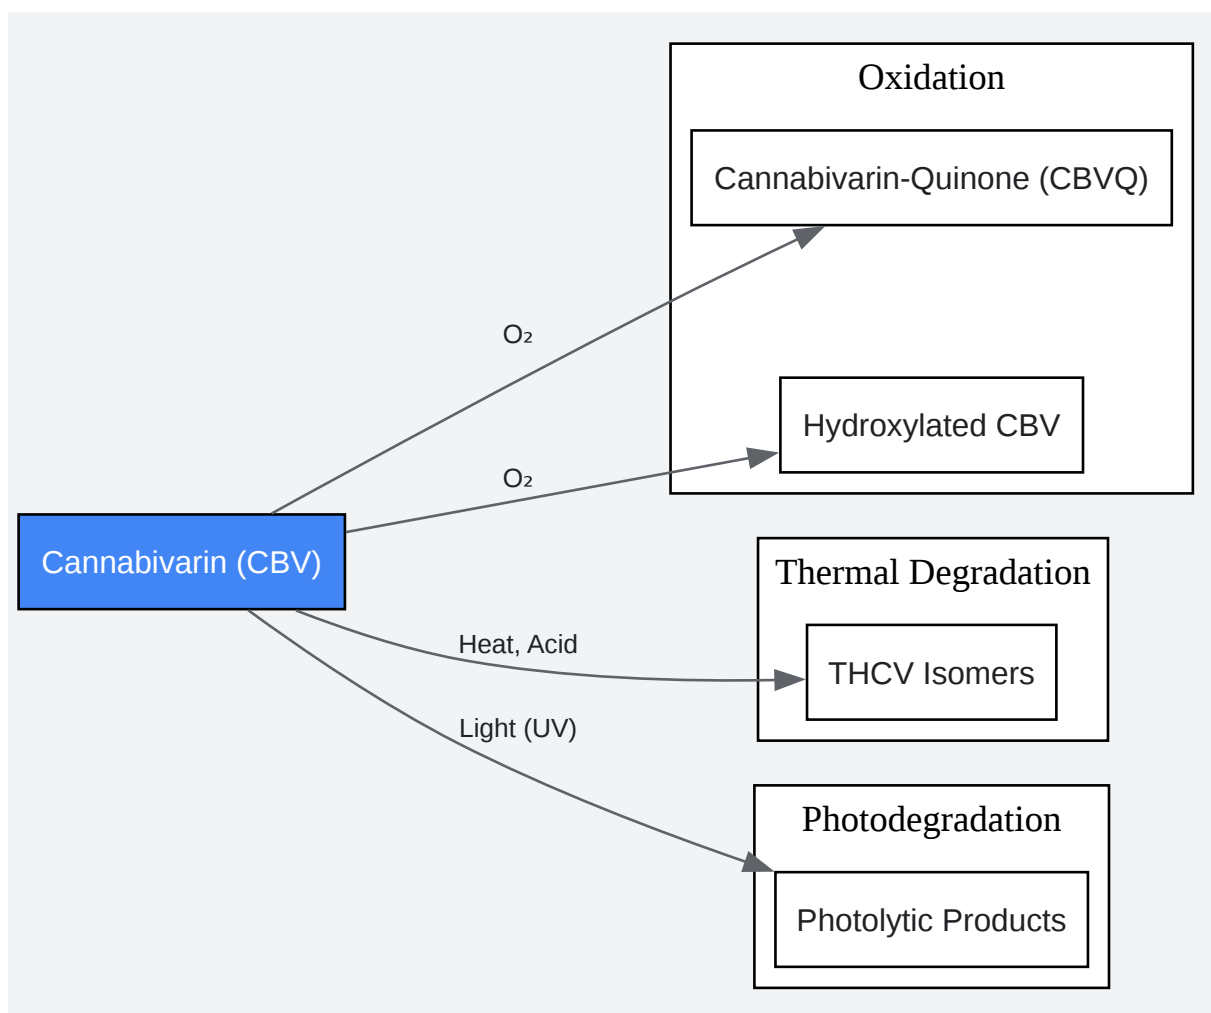 Oxidation
Cannabivarin-Quinone (CBVQ)
O₂
Hydroxylated CBV
O₂
Cannabivarin (CBV)
Thermal Degradation
Heat, Acid
THCV Isomers
Light (UV)
Photodegradation
Photolytic Products